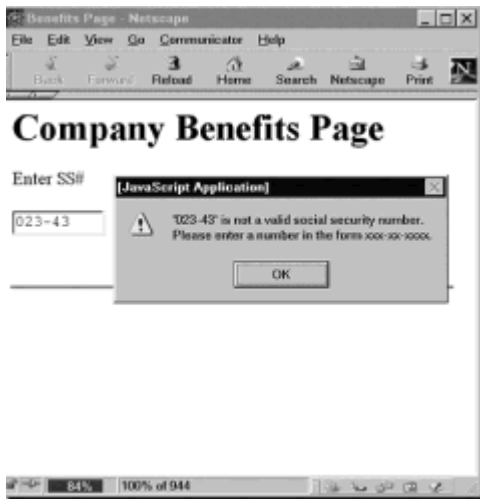 Benefits Page - Netscape
File Edit View Go Communicator Help
Back Forward Reload Home Search Netscape Print
N
Company Benefits Page
Enter SS#
023-43
[JavaScript Application]
'023-43' is not a valid social security number.
Please enter a number in the form xxx-xx-xxxx.
OK
84% 100% of 944